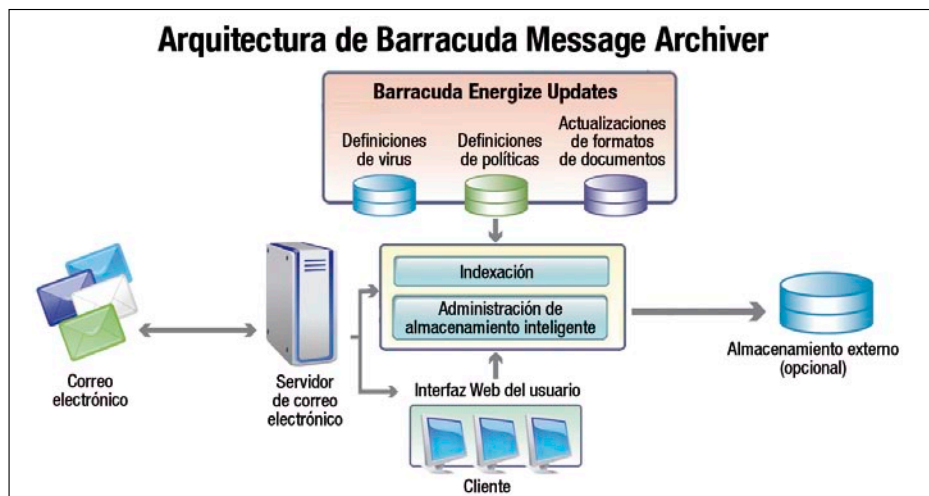 Arquitectura de Barracuda Message Archiver
Barracuda Energize Updates
Definiciones
de virus
Definiciones
de políticas
Actualizaciones
de formatos
de documentos
Indexación
Administración de
almacenamiento inteligente
Correo
electrónico
Servidor
de correo
electrónico
Interfaz Web del usuario
Cliente
Almacenamiento externo
(opcional)